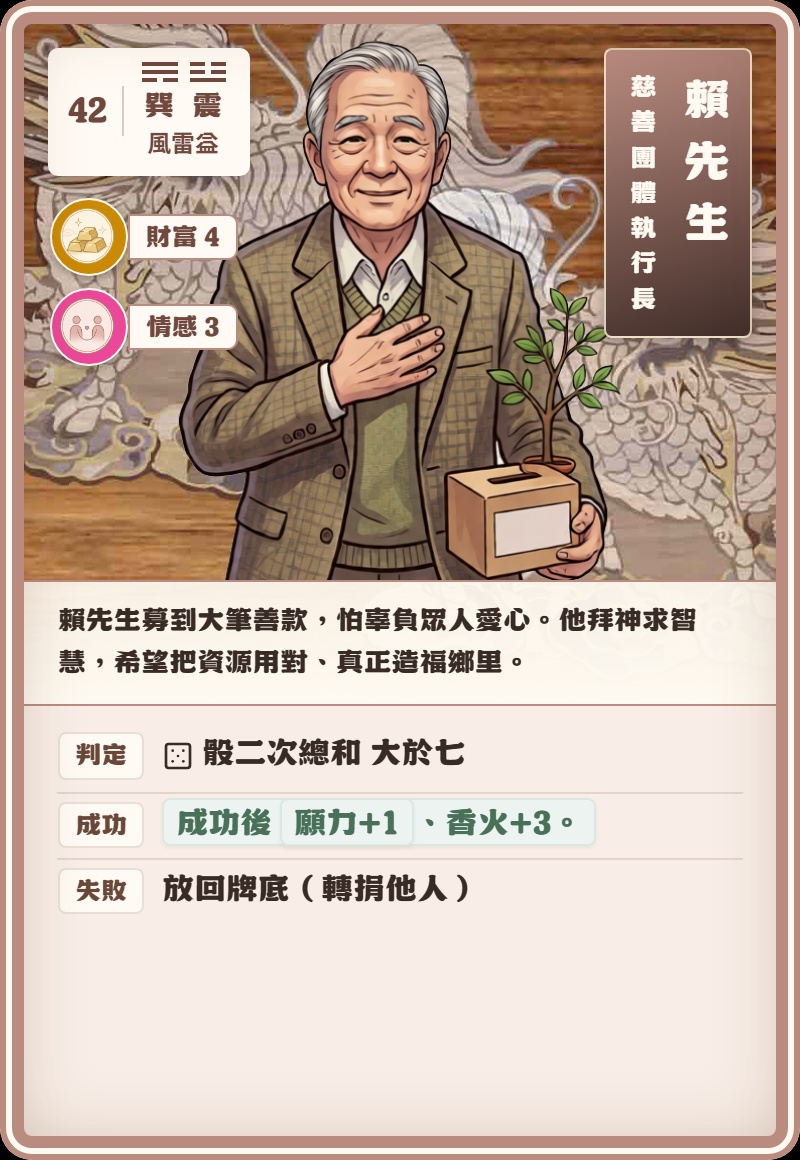 42
巽 震
風雷益
財富 4
情感 3
賴先生
慈善團體執行長
賴先生募到大筆善款，怕辜負眾人愛心。他拜神求智
慧，希望把資源用對、真正造福鄉里。
判定 骰二次總和 大於七
成功 成功後 願力+1 、香火+3。
失敗 放回牌底（轉捐他人）